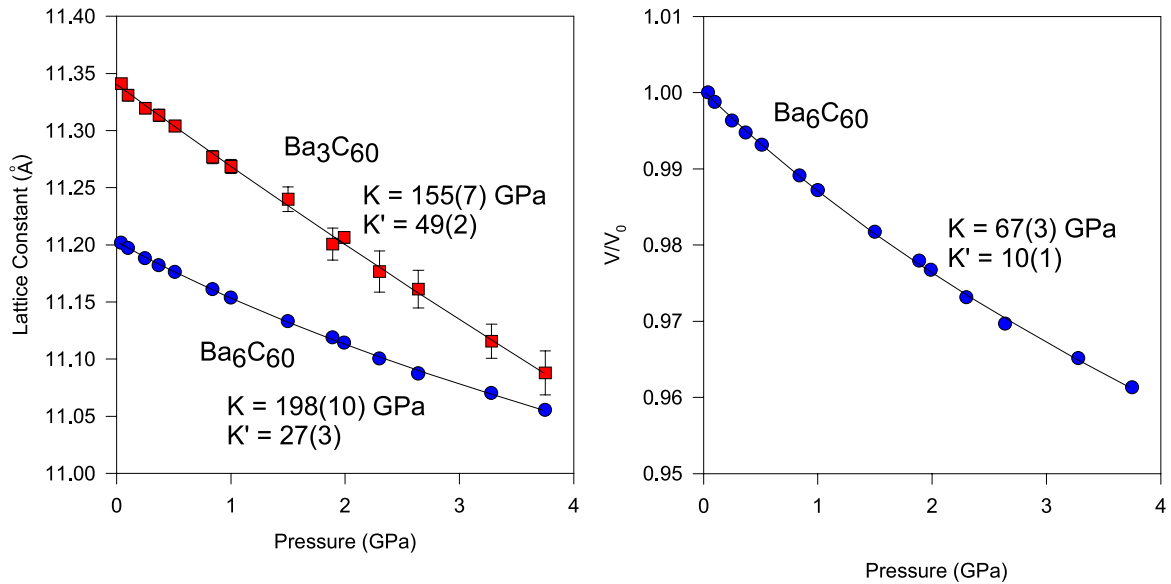 11.40
11.35
11.30
11.25
11.20
11.15
11.10
11.05
11.00
Lattice Constant (Å)
0
1
2
3
4
Pressure (GPa)
Ba3C60
K = 155(7) GPa
K' = 49(2)
Ba6C60
K = 198(10) GPa
K' = 27(3)
1.01
1.00
0.99
0.98
0.97
0.96
0.95
V/V0
0
1
2
3
4
Pressure (GPa)
Ba6C60
K = 67(3) GPa
K' = 10(1)